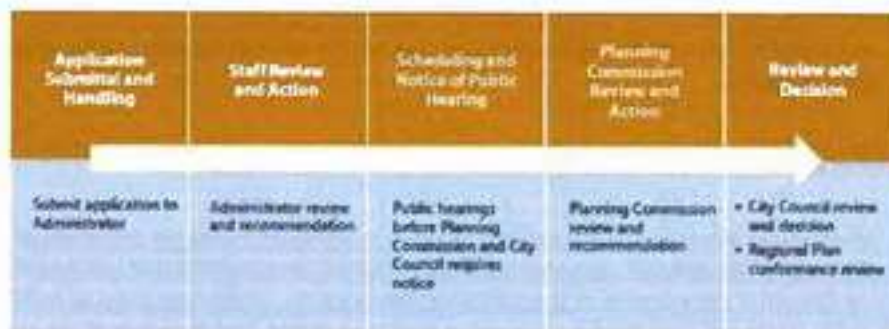 Application
Submittal and
Handling
Staff Review
and Action
Scheduling and
Notice of Public
Hearing
Planning
Commission
Review and
Action
Review and
Decision
Submit application to
Administrator
Administrator review
and recommendation
Public hearings
before Planning
Commission and City
Council requires
notice
Planning Commission
review and
recommendation
• City Council review
and decision
• Regional Plan
conformance review